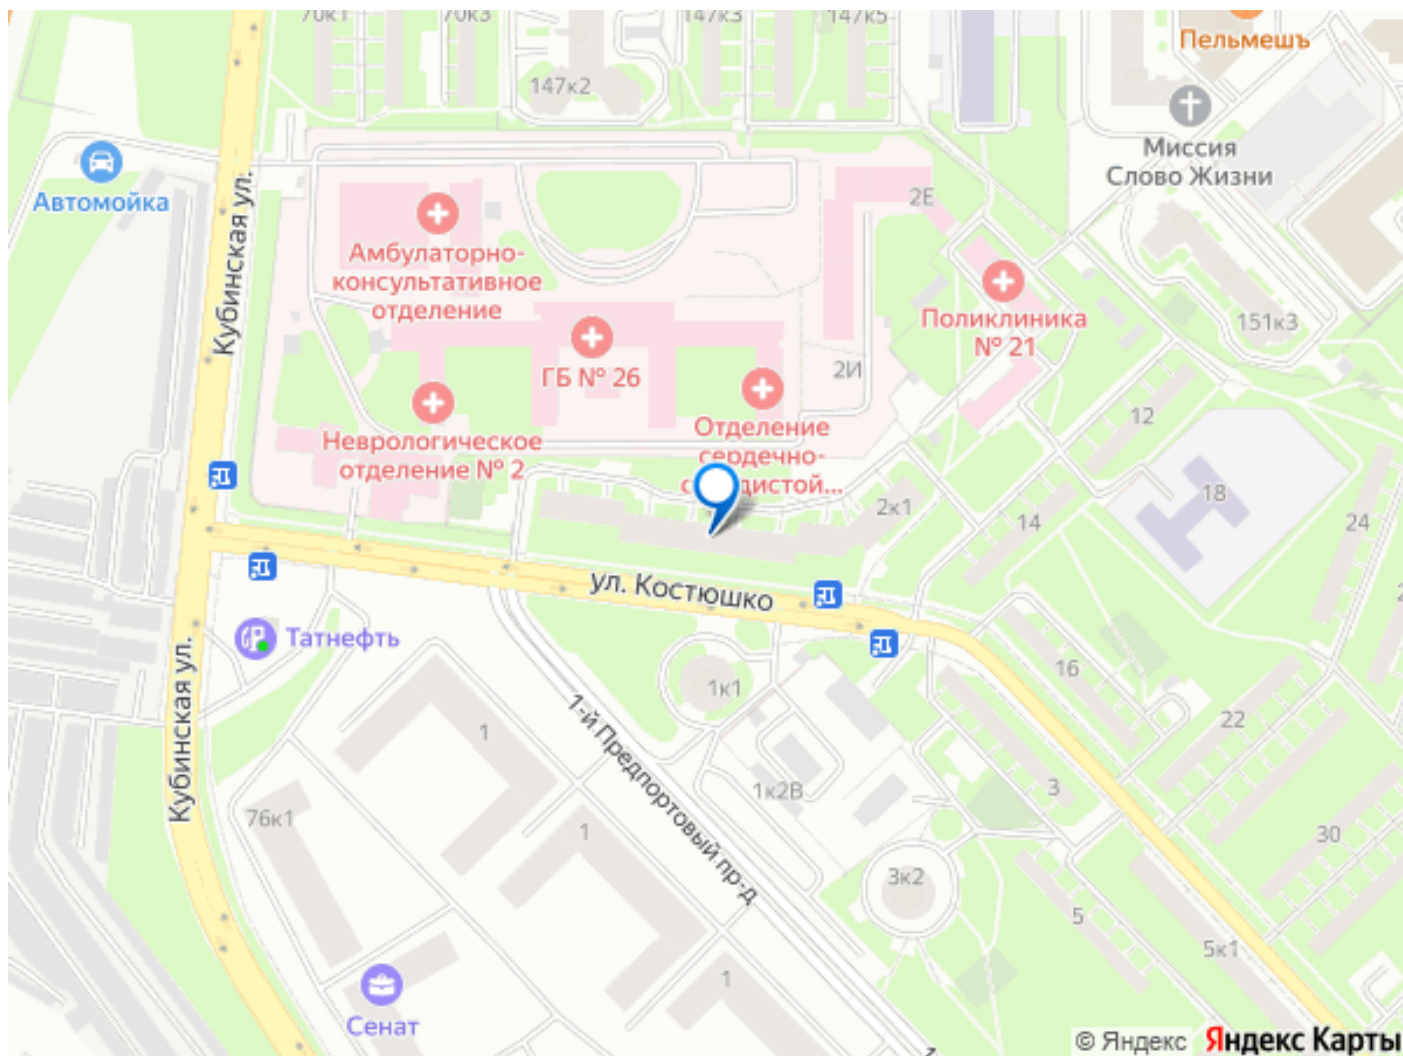 70к1
70к3
147к3
147к5
Пельмешъ
147к2
Миссия
Слово Жизни
Автомойка
2Е
Кубинская ул.
Амбулаторно-
консультативное
отделение
Поликлиника
№ 21
151к3
ГБ № 26
2И
12
Неврологическое
отделение № 2
Отделение
сердечно-
2к1
18
14
24
ул. Костюшко
Татнефть
Кубинская ул.
16
1к1
22
1
1-й Предпортовый пр-д
1к2В
3
76к1
1
30
3к2
5
5к1
1
Сенат
© Яндекс Яндекс Карты